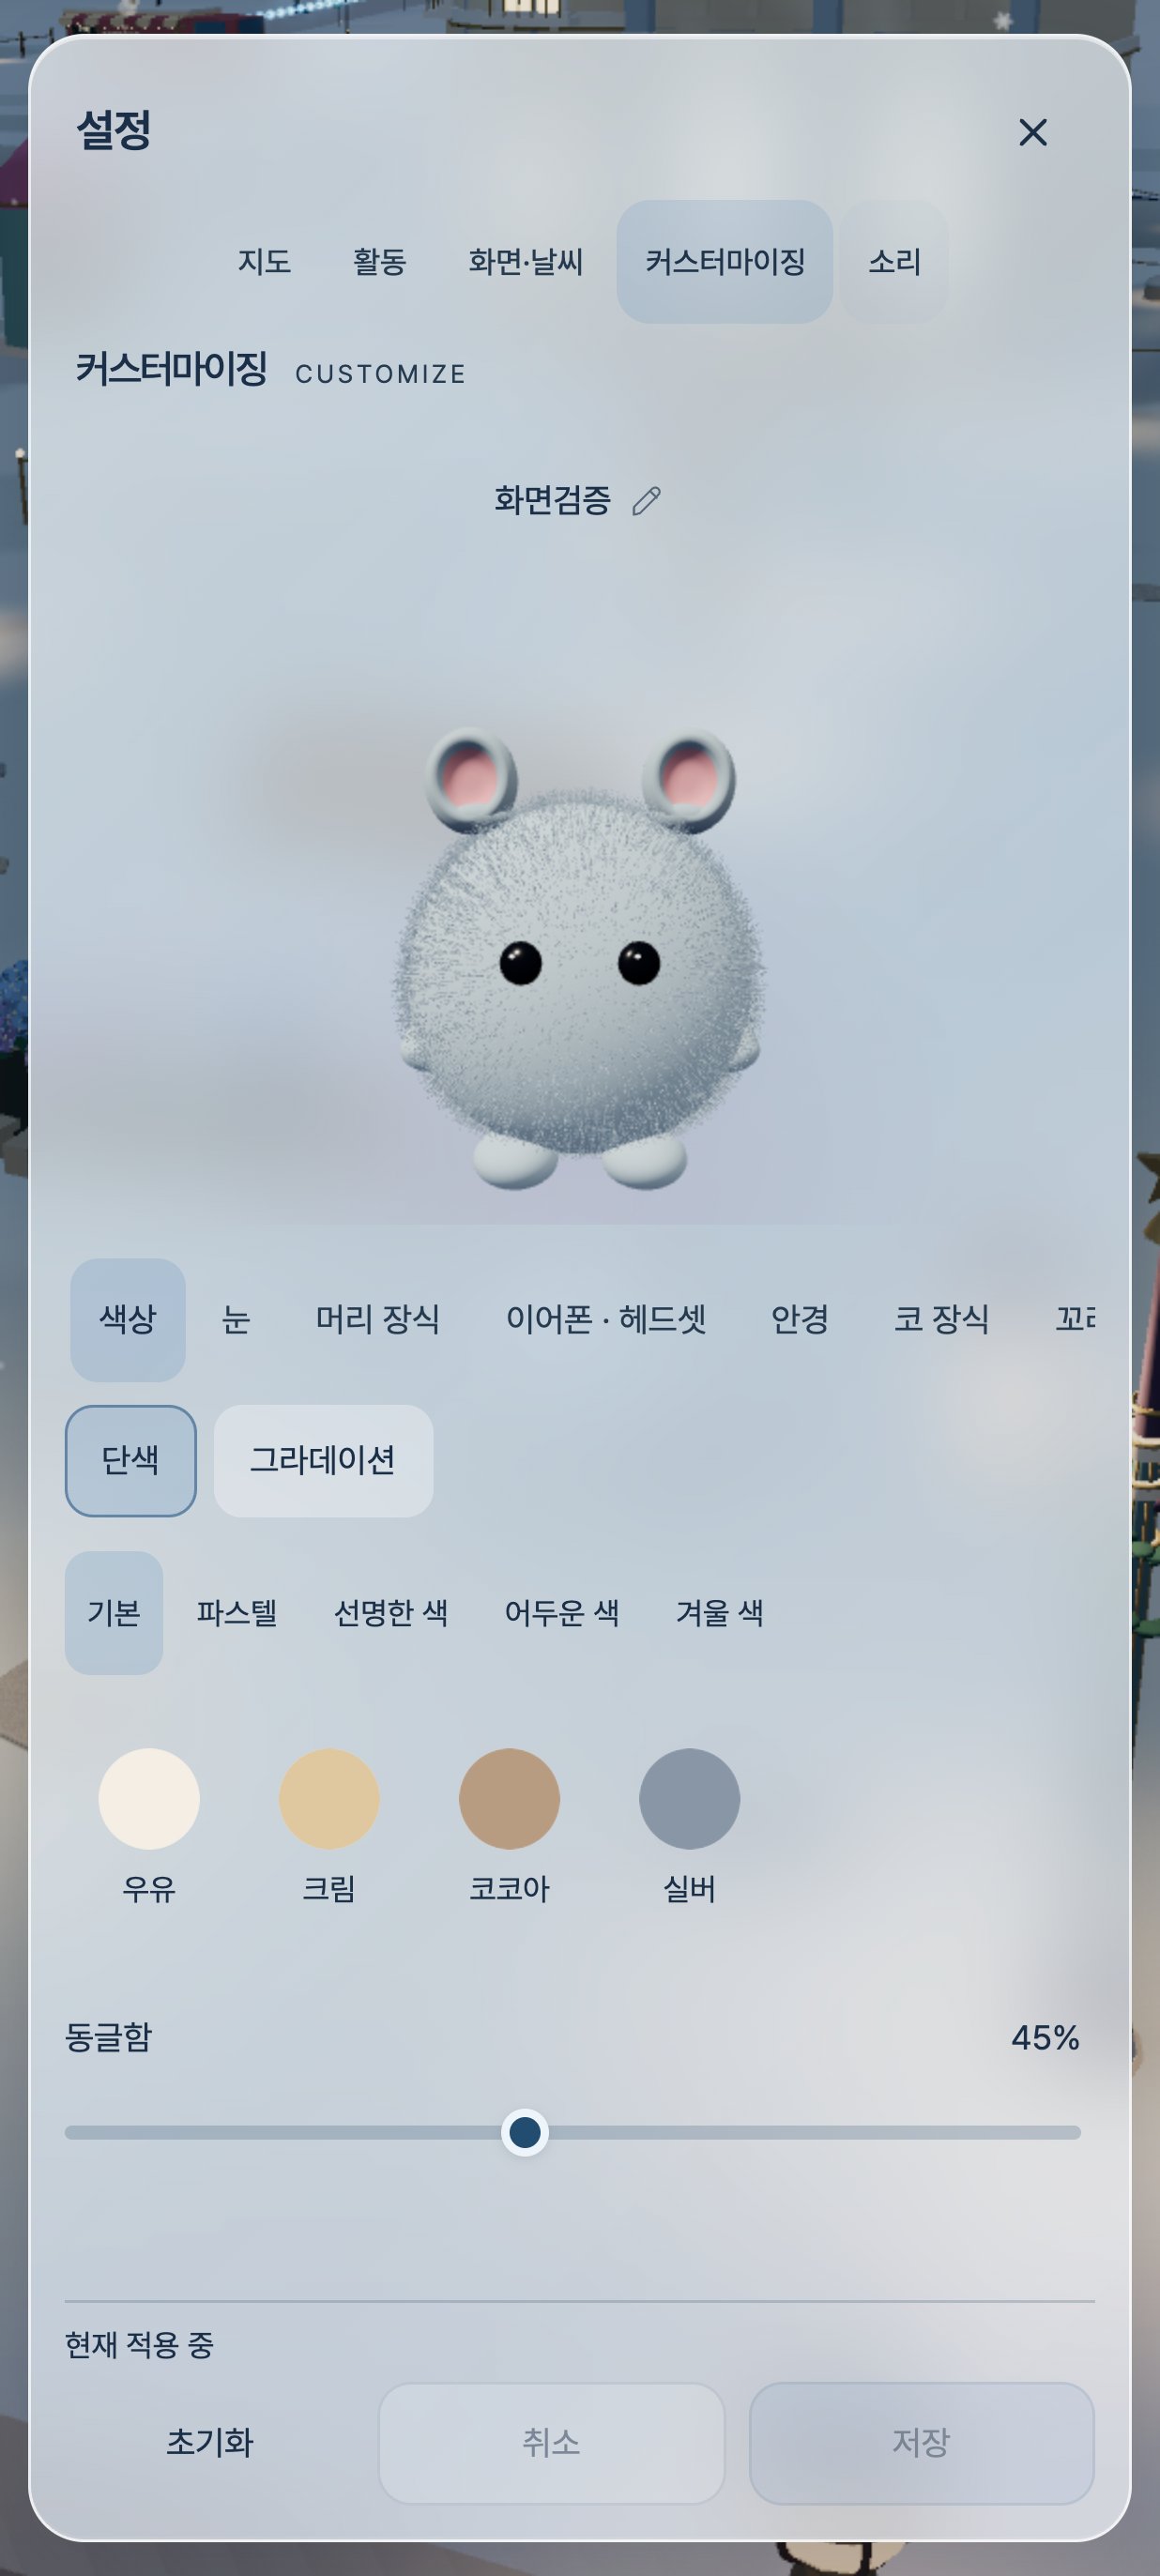 설정
지도 활동 화면·날씨 커스터마이징 소리
커스터마이징 CUSTOMIZE
화면검증
색상 눈 머리 장식 이어폰 · 헤드셋 안경 코 장식
단색 그라데이션
기본 파스텔 선명한 색 어두운 색 겨울 색
우유 크림 코코아 실버
동글함 45%
현재 적용 중
초기화 취소 저장